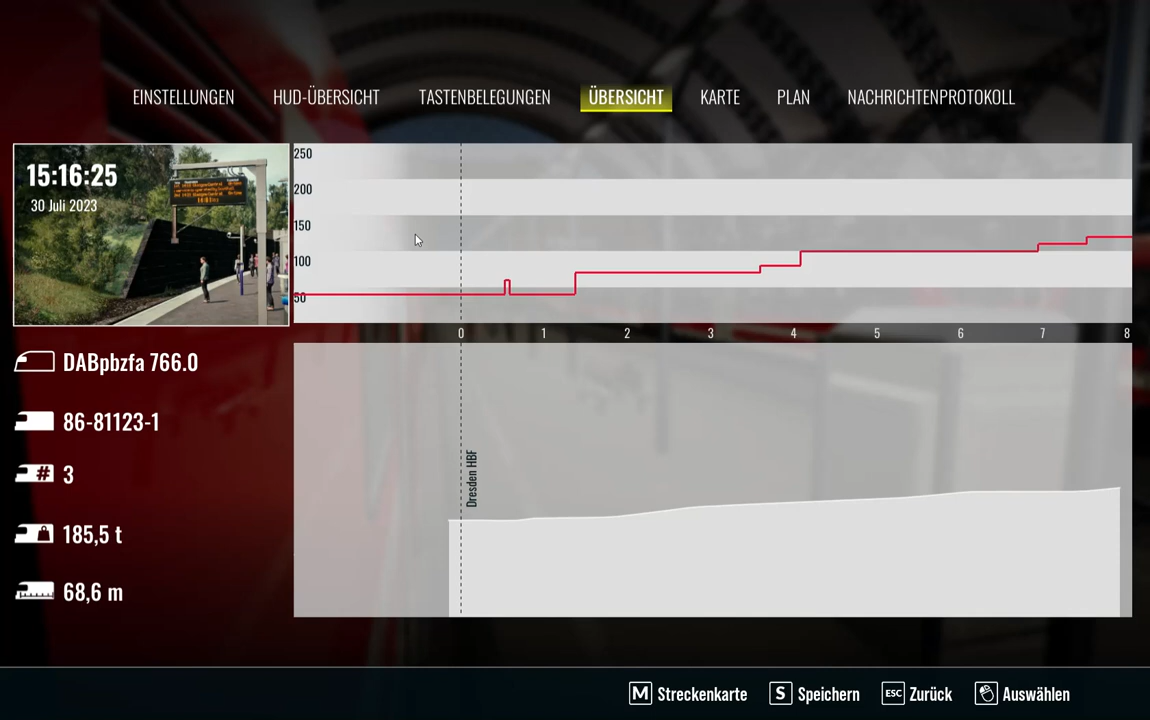 EINSTELLUNGEN HUD-ÜBERSICHT TASTENBELEGUNGEN ÜBERSICHT KARTE PLAN NACHRICHTENPROTOKOLL
15:16:25
30 Juli 2023
250
200
150
100
50
0 1 2 3 4 5 6 7 8
DABpbzfa 766.0
86-81123-1
# 3
185,5 t
68,6 m
Dresden HBF
M Streckenkarte S Speichern ESC Zurück Auswählen